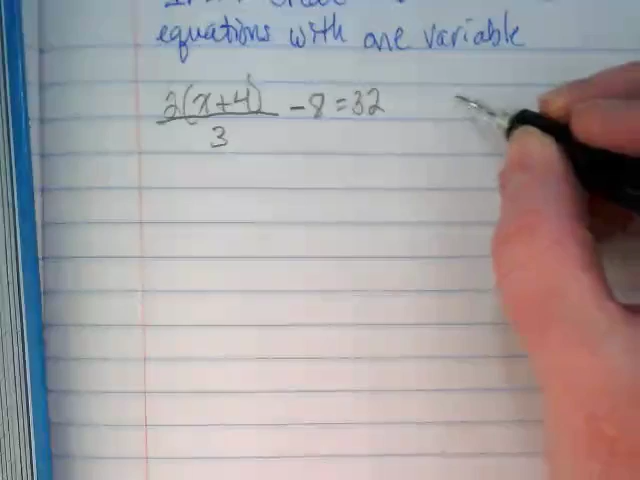 equations with one variable
2(x+4) - 8 = 32
3